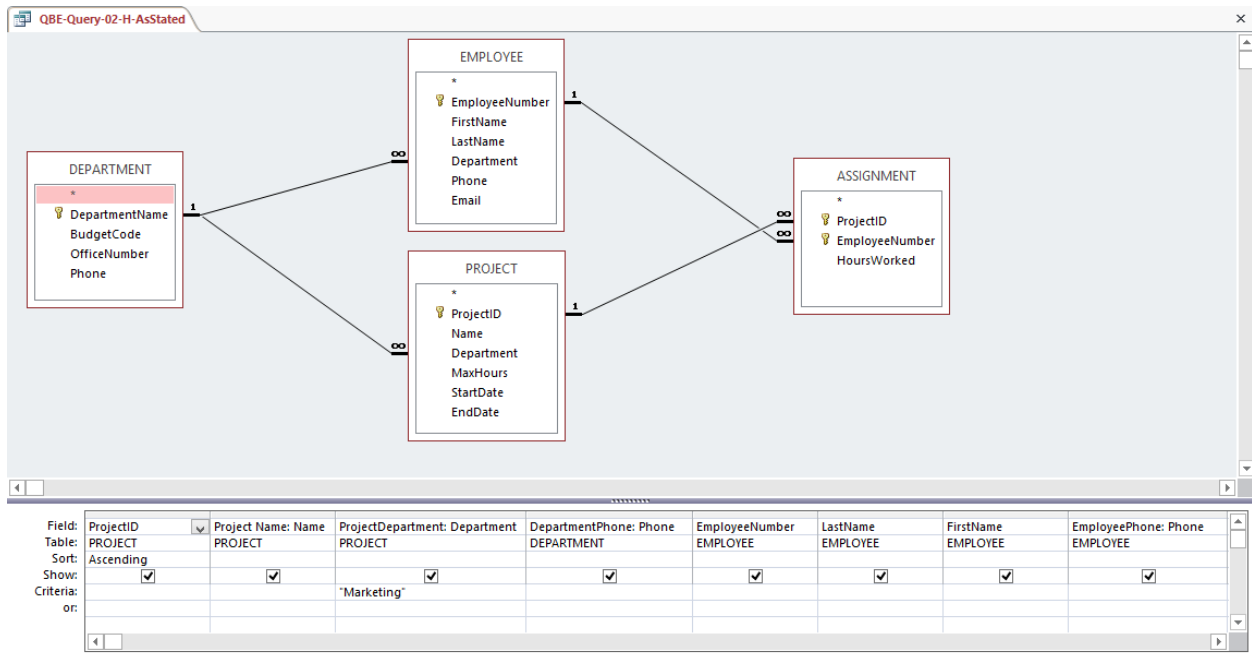 QBE-Query-02-H-AsStated
EMPLOYEE
*
EmployeeNumber
FirstName
LastName
Department
Phone
Email
DEPARTMENT
*
DepartmentName
BudgetCode
OfficeNumber
Phone
PROJECT
*
ProjectID
Name
Department
MaxHours
StartDate
EndDate
ASSIGNMENT
*
ProjectID
EmployeeNumber
HoursWorked
1
∞
1
∞
1
∞
∞
Field: ProjectID Project Name: Name ProjectDepartment: Department DepartmentPhone: Phone EmployeeNumber LastName FirstName EmployeePhone: Phone
Table: PROJECT PROJECT PROJECT DEPARTMENT EMPLOYEE EMPLOYEE EMPLOYEE EMPLOYEE
Sort: Ascending
Show:
Criteria: "Marketing"
or: